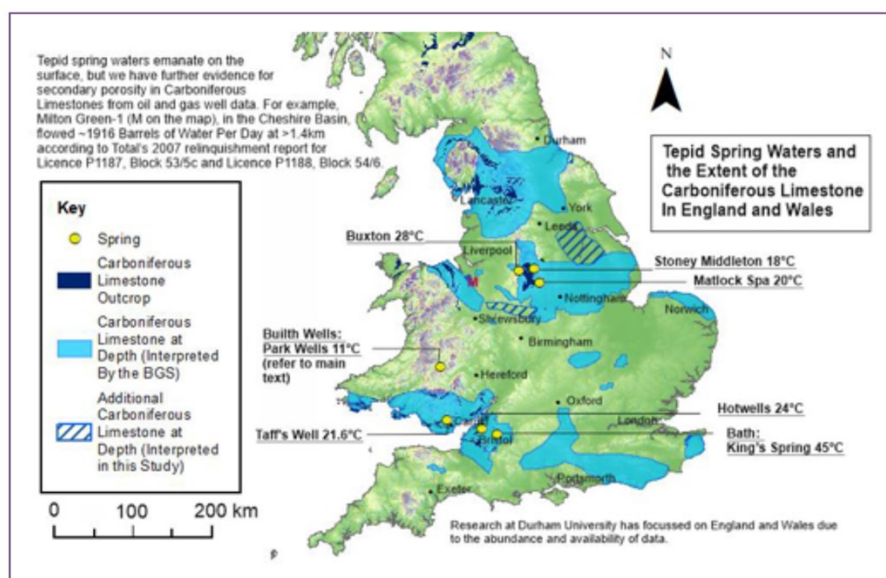 Tepid spring waters emanate on the
surface, but we have further evidence for
secondary porosity in Carboniferous
Limestones from oil and gas well data. For example,
Milton Green-1 (M on the map), in the Cheshire Basin,
flowed ~1916 Barrels of Water Per Day at >1.4km
according to Total's 2007 relinquishment report for
Licence P1187, Block 53/5c and Licence P1188, Block 54/6.
N
Tepid Spring Waters and
the Extent of the
Carboniferous Limestone
In England and Wales
Key
Spring
Carboniferous
Limestone
Outcrop
Carboniferous
Limestone at
Depth (Interpreted
By the BGS)
Additional
Carboniferous
Limestone at
Depth (Interpreted
in this Study)
0 100 200 km
Durham
Lancaster
York
Leeds
Buxton 28°C
Liverpool
Stoney Middleton 18°C
Matlock Spa 20°C
M
Nottingham
Norwich
Shrewsbury
Birmingham
Builth Wells:
Park Wells 11°C
(refer to main
text)
Hereford
Oxford
London
Hotwells 24°C
Cardiff
Taff's Well 21.6°C
Bristol
Bath:
King's Spring 45°C
Portsmorth
Exeter
Research at Durham University has focussed on England and Wales due
to the abundance and availability of data.